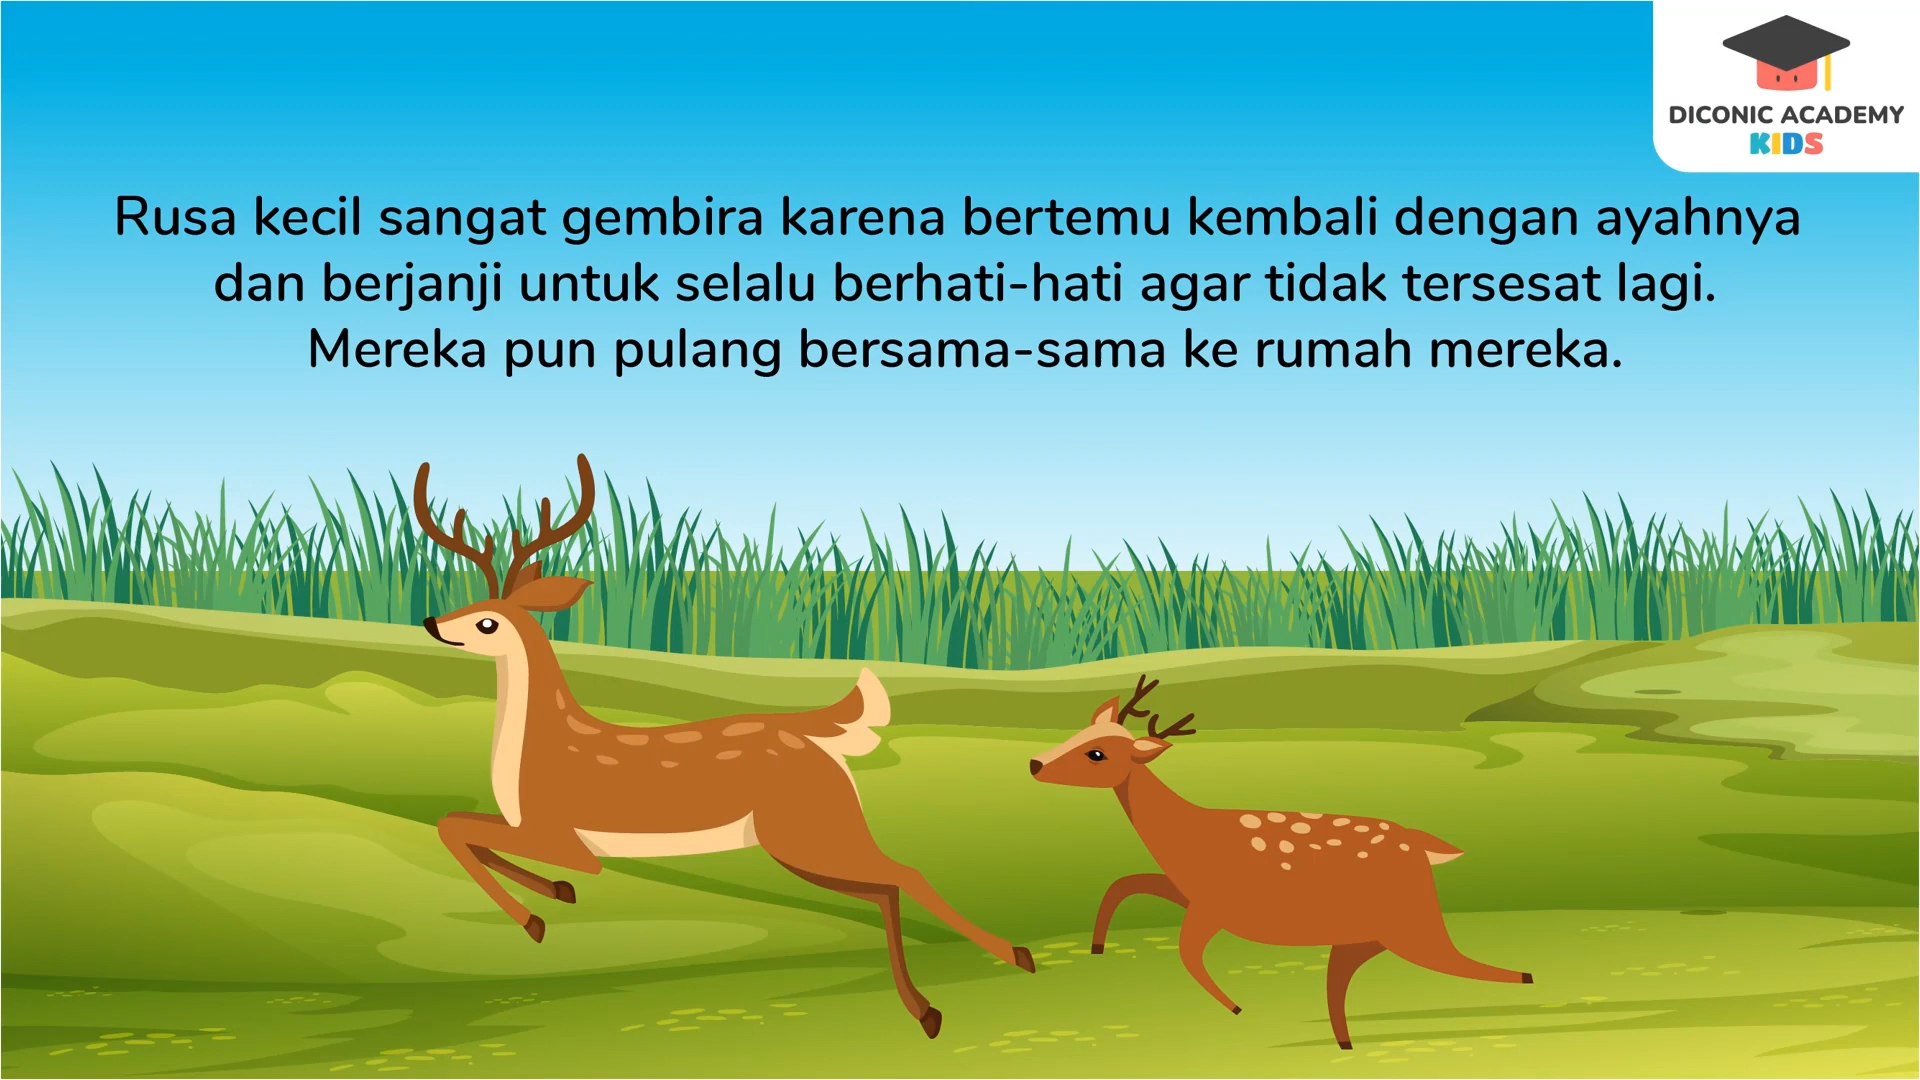 DICONIC ACADEMY
KIDS
Rusa kecil sangat gembira karena bertemu kembali dengan ayahnya
dan berjanji untuk selalu berhati-hati agar tidak tersesat lagi.
Mereka pun pulang bersama-sama ke rumah mereka.